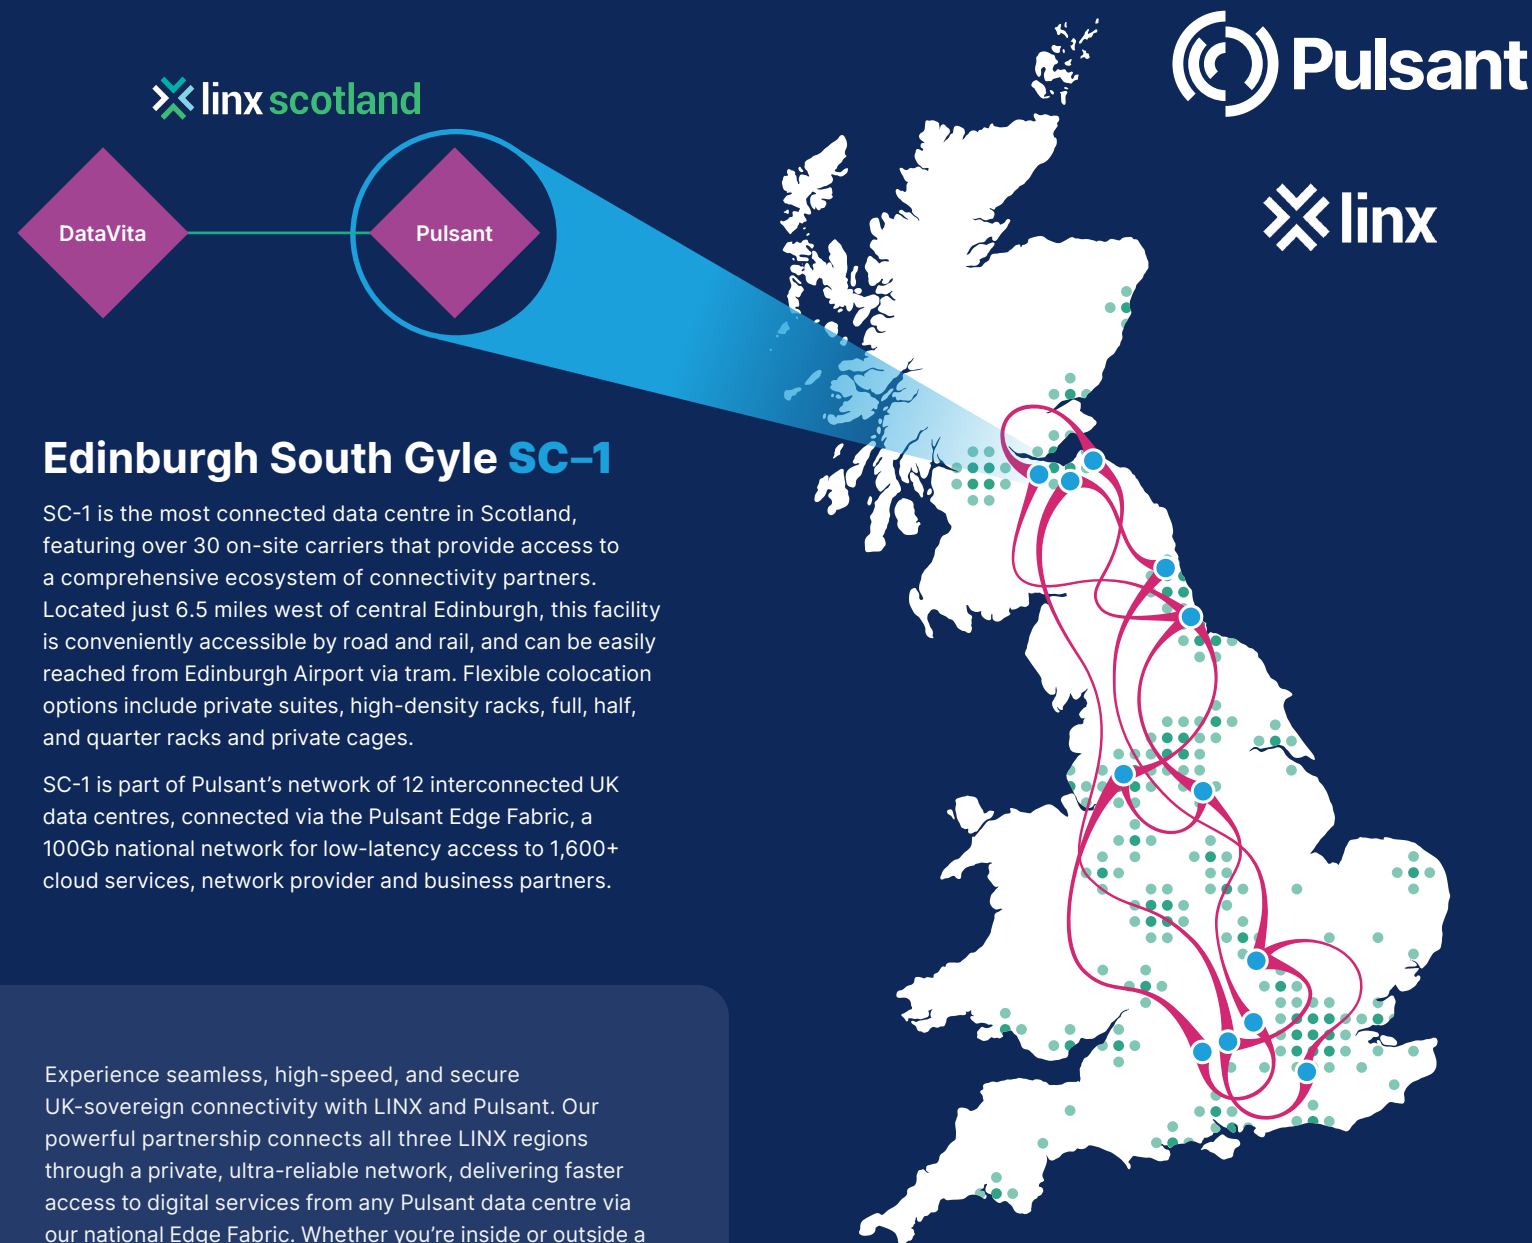 linx scotland
Pulsant
linx
DataVita
Pulsant
Edinburgh South Gyle SC–1
SC-1 is the most connected data centre in Scotland,
featuring over 30 on-site carriers that provide access to
a comprehensive ecosystem of connectivity partners.
Located just 6.5 miles west of central Edinburgh, this facility
is conveniently accessible by road and rail, and can be easily
reached from Edinburgh Airport via tram. Flexible colocation
options include private suites, high-density racks, full, half,
and quarter racks and private cages.
SC-1 is part of Pulsant’s network of 12 interconnected UK
data centres, connected via the Pulsant Edge Fabric, a
100Gb national network for low-latency access to 1,600+
cloud services, network provider and business partners.
Experience seamless, high-speed, and secure
UK-sovereign connectivity with LINX and Pulsant. Our
powerful partnership connects all three LINX regions
through a private, ultra-reliable network, delivering faster
access to digital services from any Pulsant data centre via
our national Edge Fabric. Whether you’re inside or outside a